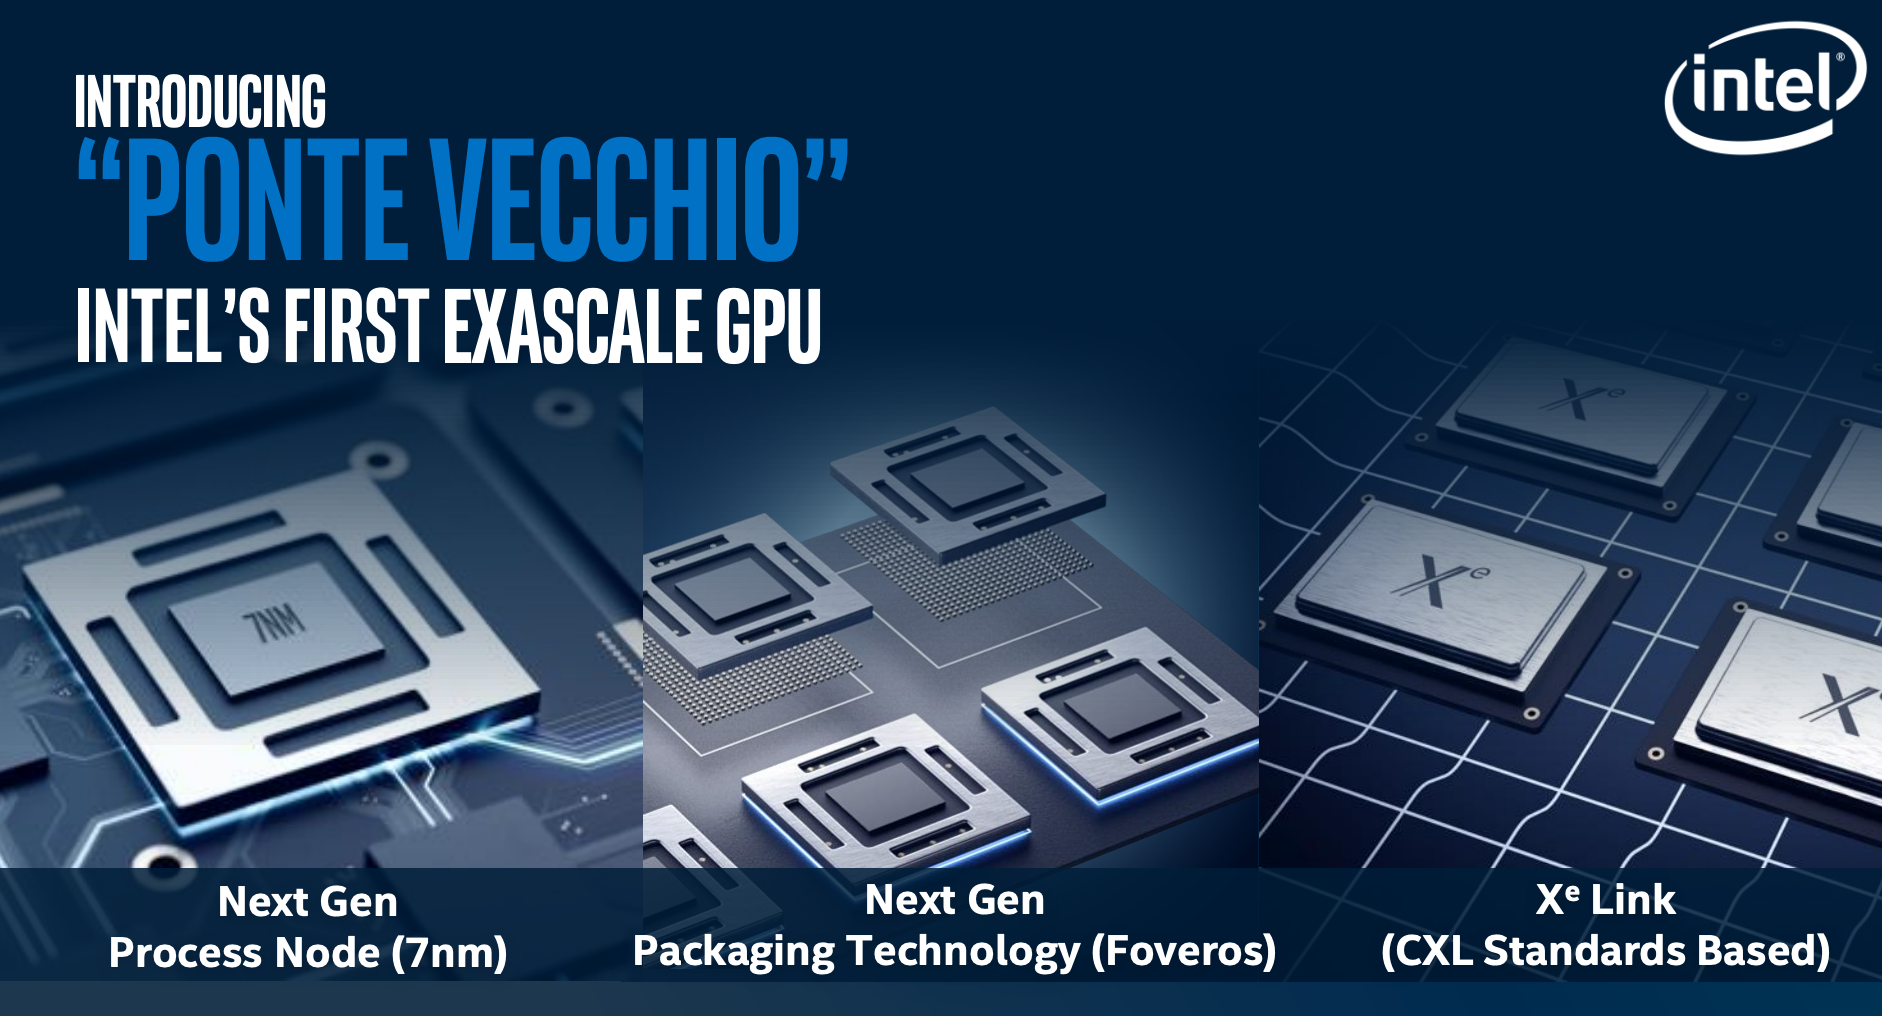 intel®
INTRODUCING
“PONTE VECCHIO”
INTEL’S FIRST EXASCALE GPU
7NM
Xe
Xe
X
Next Gen
Process Node (7nm)
Next Gen
Packaging Technology (Foveros)
Xe Link
(CXL Standards Based)